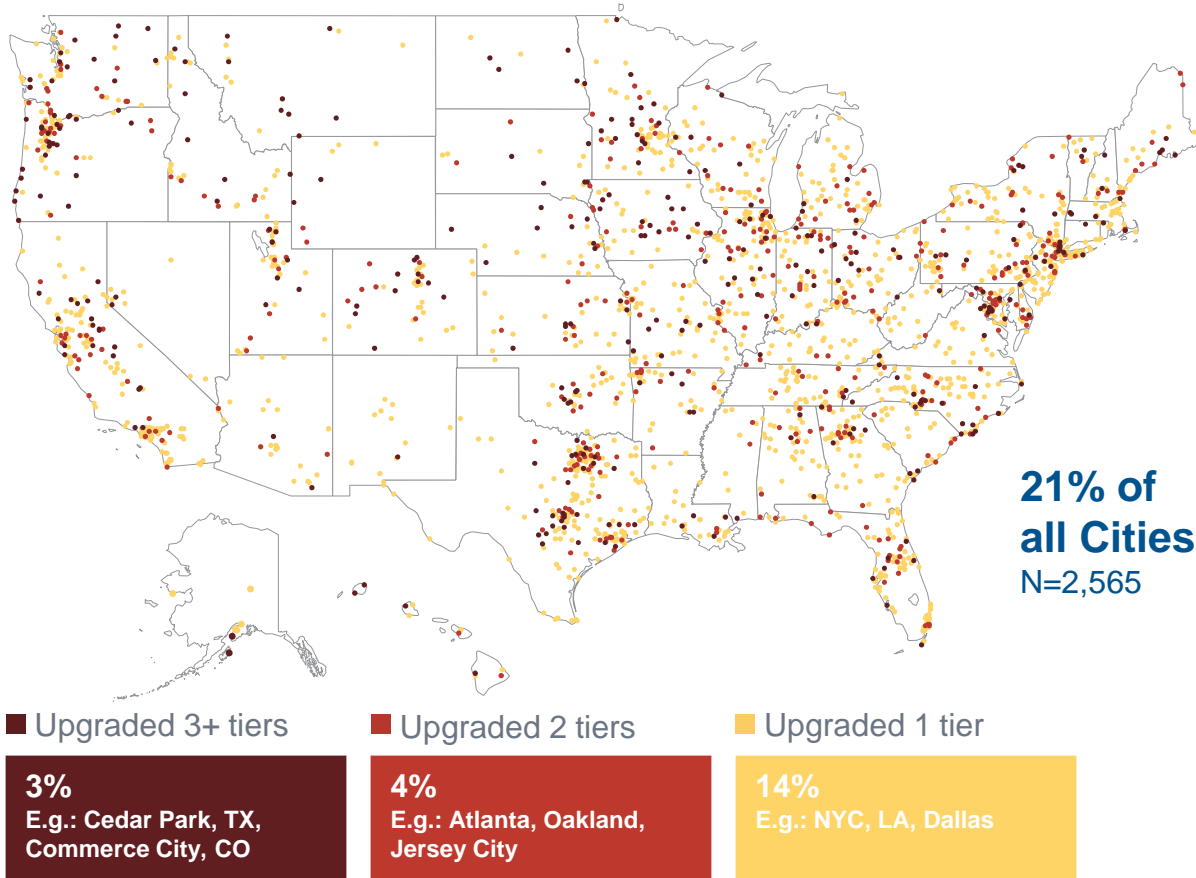 21% of
all Cities
N=2,565
Upgraded 3+ tiers
Upgraded 2 tiers
Upgraded 1 tier
3%
E.g.: Cedar Park, TX,
Commerce City, CO
4%
E.g.: Atlanta, Oakland,
Jersey City
14%
E.g.: NYC, LA, Dallas